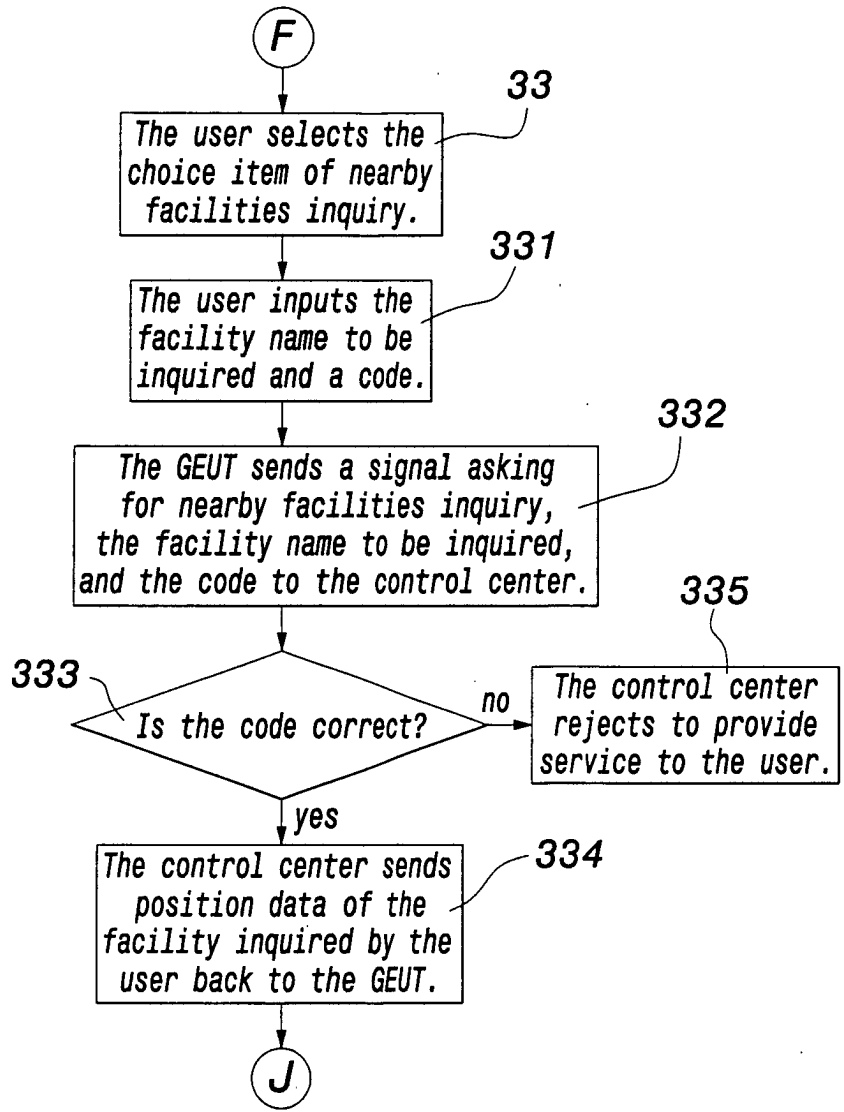 F
33
The user selects the
choice item of nearby
facilities inquiry.
331
The user inputs the
facility name to be
inquired and a code.
332
The GEUT sends a signal asking
for nearby facilities inquiry,
the facility name to be inquired,
and the code to the control center.
333
Is the code correct?
no
335
The control center
rejects to provide
service to the user.
yes
334
The control center sends
position data of the
facility inquired by the
user back to the GEUT.
J